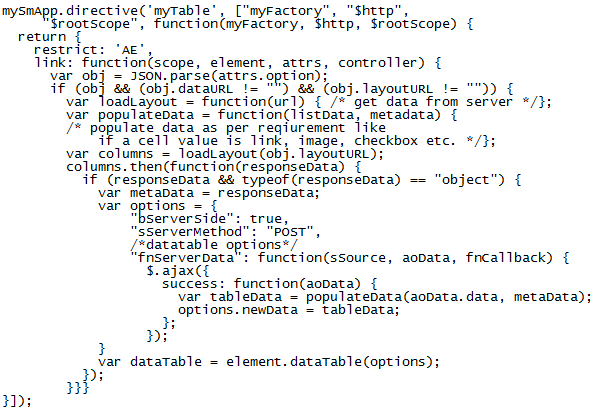 mySmApp.directive('myTable', ["myFactory", "$http",
"$rootScope", function(myFactory, $http, $rootScope) {
return {
restrict: 'AE',
link: function(scope, element, attrs, controller) {
var obj = JSON.parse(attrs.option);
if (obj && (obj.dataURL != "") && (obj.layoutURL != "")) {
var loadLayout = function(url) { /* get data from server */};
var populateData = function(listData, metadata) {
/* populate data as per reqiurement like
if a cell value is link, image, checkbox etc. */};
var columns = loadLayout(obj.layoutURL);
columns.then(function(responseData) {
if (responseData && typeof(responseData) == "object") {
var metaData = responseData;
var options = {
"bServerSide": true,
"sServerMethod": "POST",
/*datatable options*/
"fnServerData": function(sSource, aoData, fnCallback) {
$.ajax({
success: function(aoData) {
var tableData = populateData(aoData.data, metaData);
options.newData = tableData;
};
});
}
var dataTable = element.dataTable(options);
});
}}}
}]);